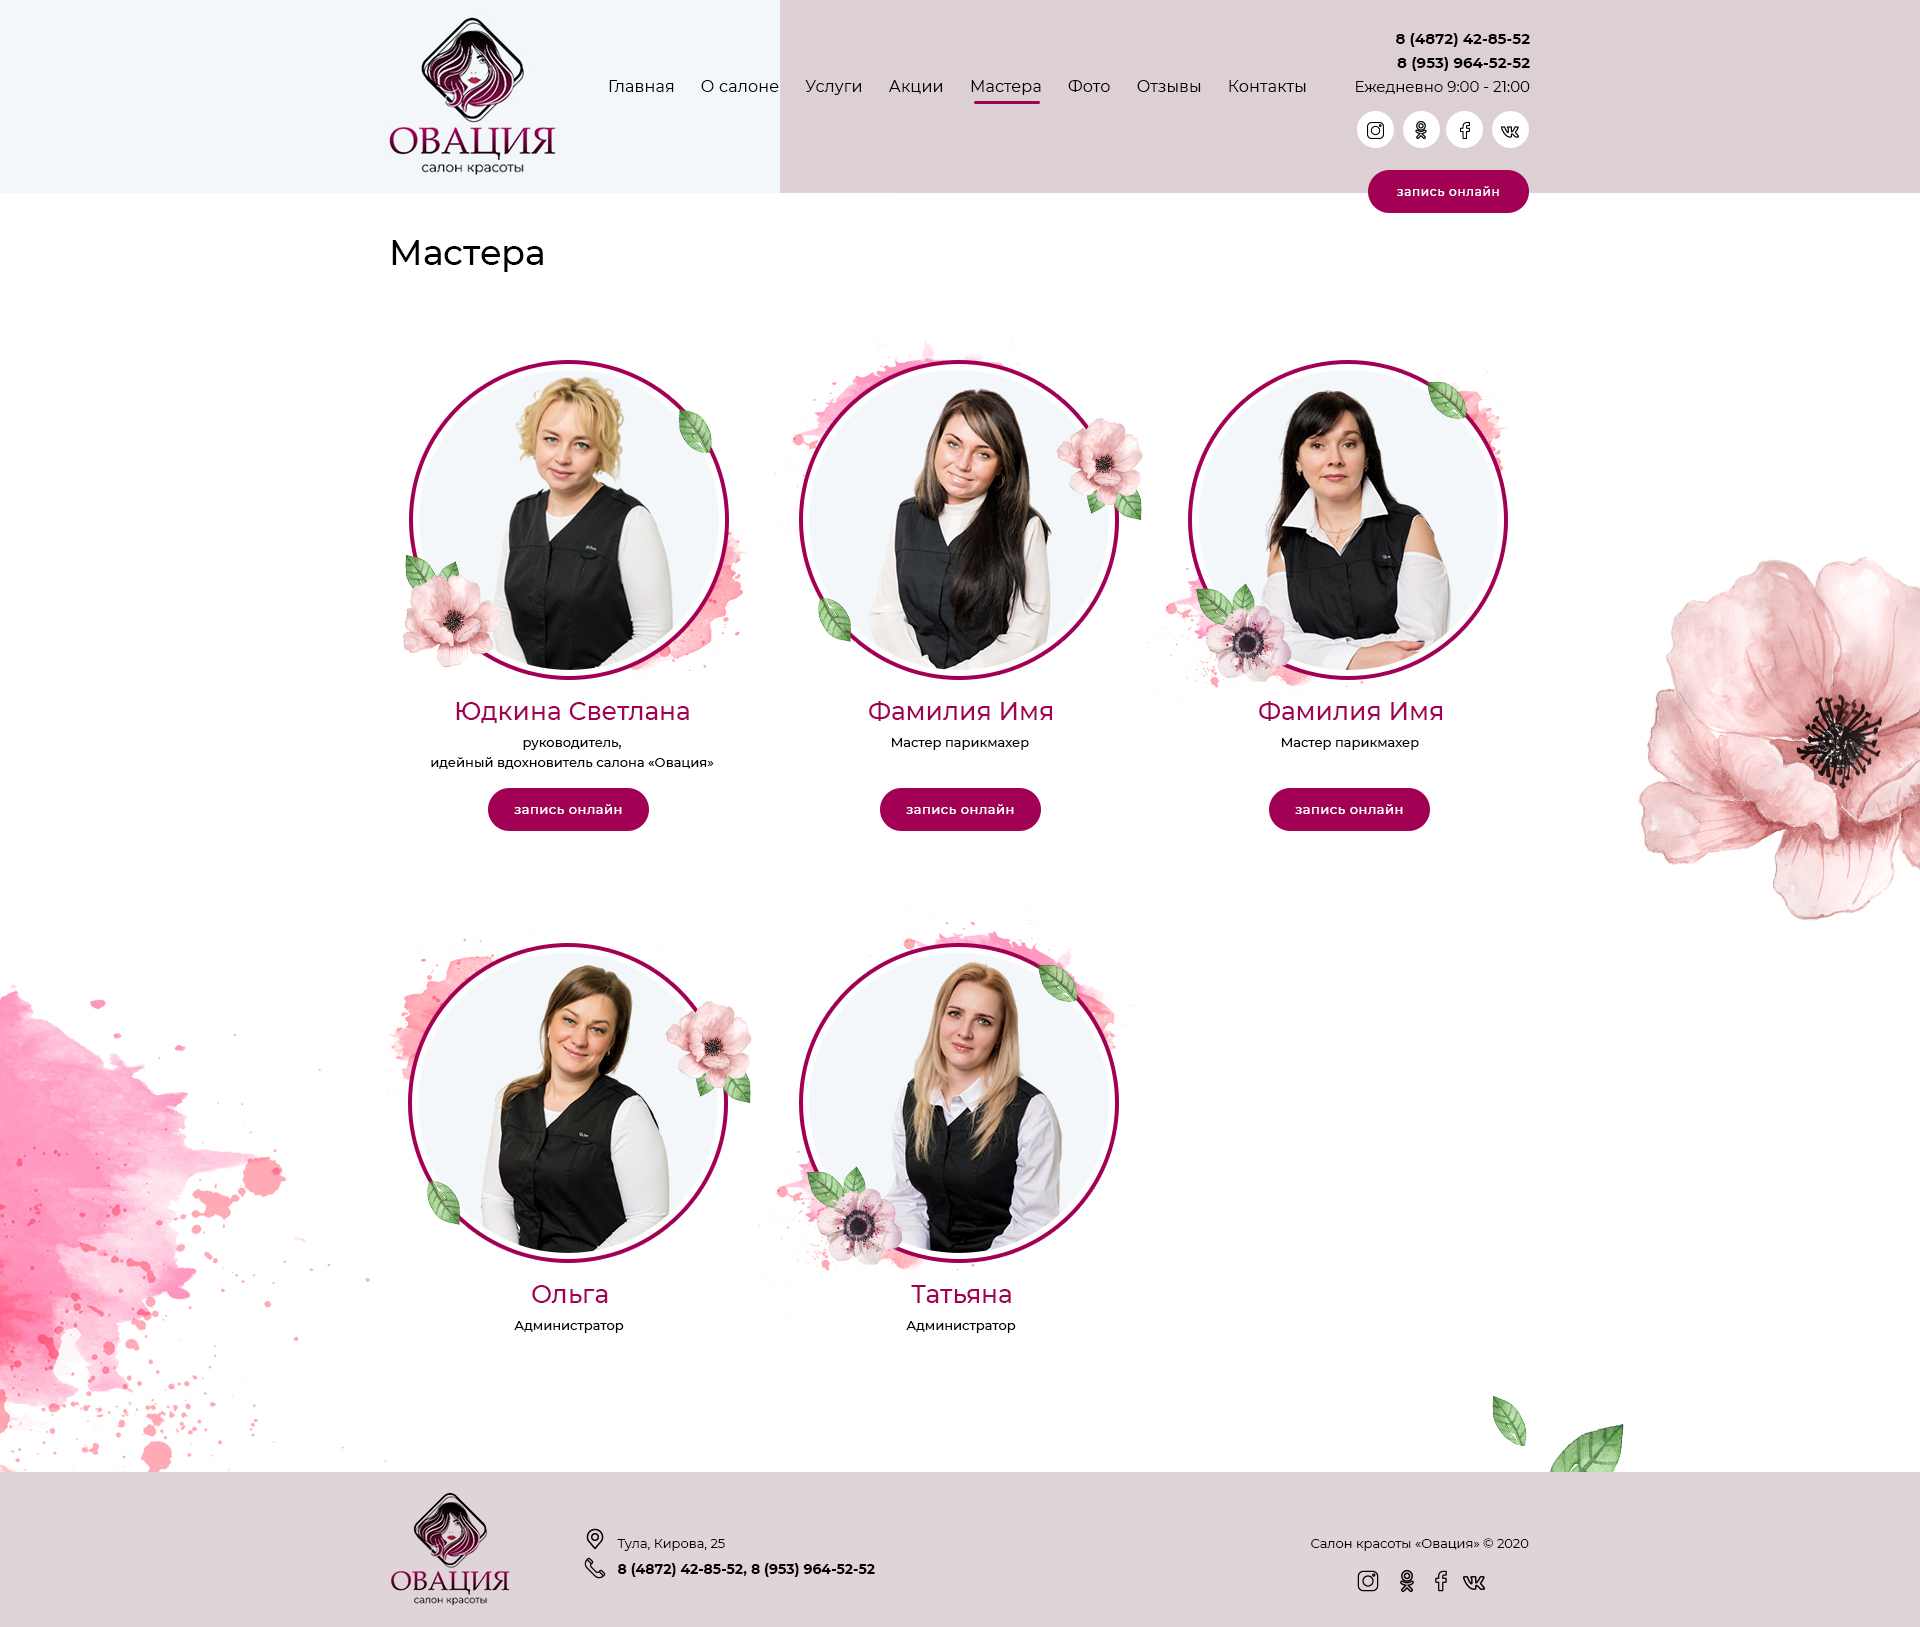 ОВАЦИЯ
салон красоты
Главная О салоне Услуги Акции Мастера Фото Отзывы Контакты
8 (4872) 42-85-52
8 (953) 964-52-52
Ежедневно 9:00 - 21:00
запись онлайн
Мастера
Юдкина Светлана
руководитель,
идейный вдохновитель салона «Овация»
запись онлайн
Фамилия Имя
Мастер парикмахер
запись онлайн
Фамилия Имя
Мастер парикмахер
запись онлайн
Ольга
Администратор
Татьяна
Администратор
ОВАЦИЯ
салон красоты
Тула, Кирова, 25
8 (4872) 42-85-52, 8 (953) 964-52-52
Салон красоты «Овация» © 2020